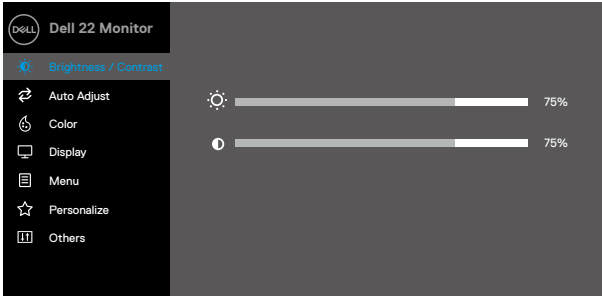 DELL Dell 22 Monitor
Brightness / Contrast
Auto Adjust
Color
Display
Menu
Personalize
Others
75%
75%